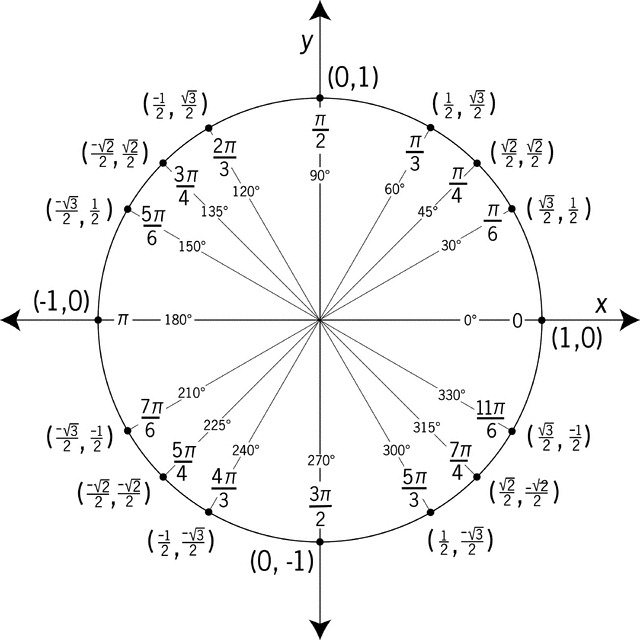 y
(0,1)
(-1/2, √3/2)
(1/2, √3/2)
π/2
(-√2/2, √2/2)
2π/3
π/3
(√2/2, √2/2)
3π/4
90°
π/4
120°
60°
(-√3/2, 1/2)
5π/6
135°
45°
π/6
(√3/2, 1/2)
150°
30°
(-1,0)
x
π
180°
0°
0
(1,0)
210°
330°
7π/6
11π/6
(-√3/2, -1/2)
225°
315°
(√3/2, -1/2)
5π/4
240°
270°
300°
7π/4
(-√2/2, -√2/2)
4π/3
3π/2
5π/3
(√2/2, -√2/2)
(-1/2, -√3/2)
(1/2, -√3/2)
(0, -1)